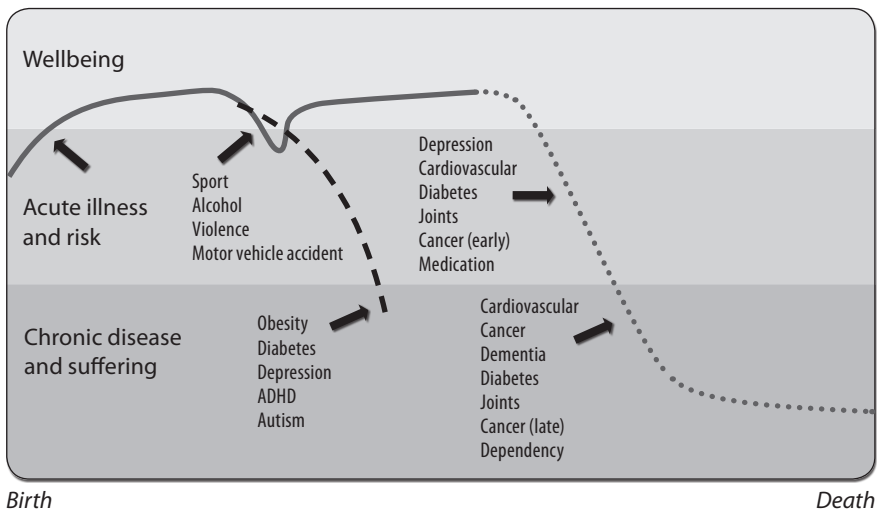 Wellbeing
Acute illness
and risk
Sport
Alcohol
Violence
Motor vehicle accident
Depression
Cardiovascular
Diabetes
Joints
Cancer (early)
Medication
Chronic disease
and suffering
Obesity
Diabetes
Depression
ADHD
Autism
Cardiovascular
Cancer
Dementia
Diabetes
Joints
Cancer (late)
Dependency
Birth
Death